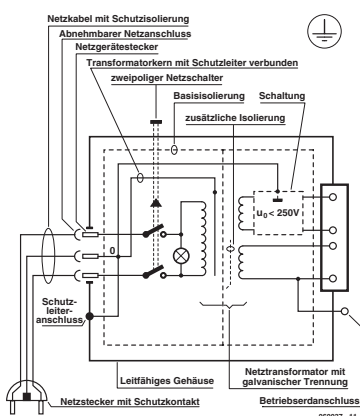 Netzkabel mit Schutzisolierung
Abnehmbarer Netzanschluss
Netzgerätestecker
Transformatorkern mit Schutzleiter verbunden
zweipoliger Netzschalter
Basisisolierung
Schaltung
zusätzliche Isolierung
u0 < 250V
0
Schutz-
leiter-
anschluss
Leitfähiges Gehäuse
Netztransformator mit
galvanischer Trennung
Netzstecker mit Schutzkontakt
Betriebserdanschluss